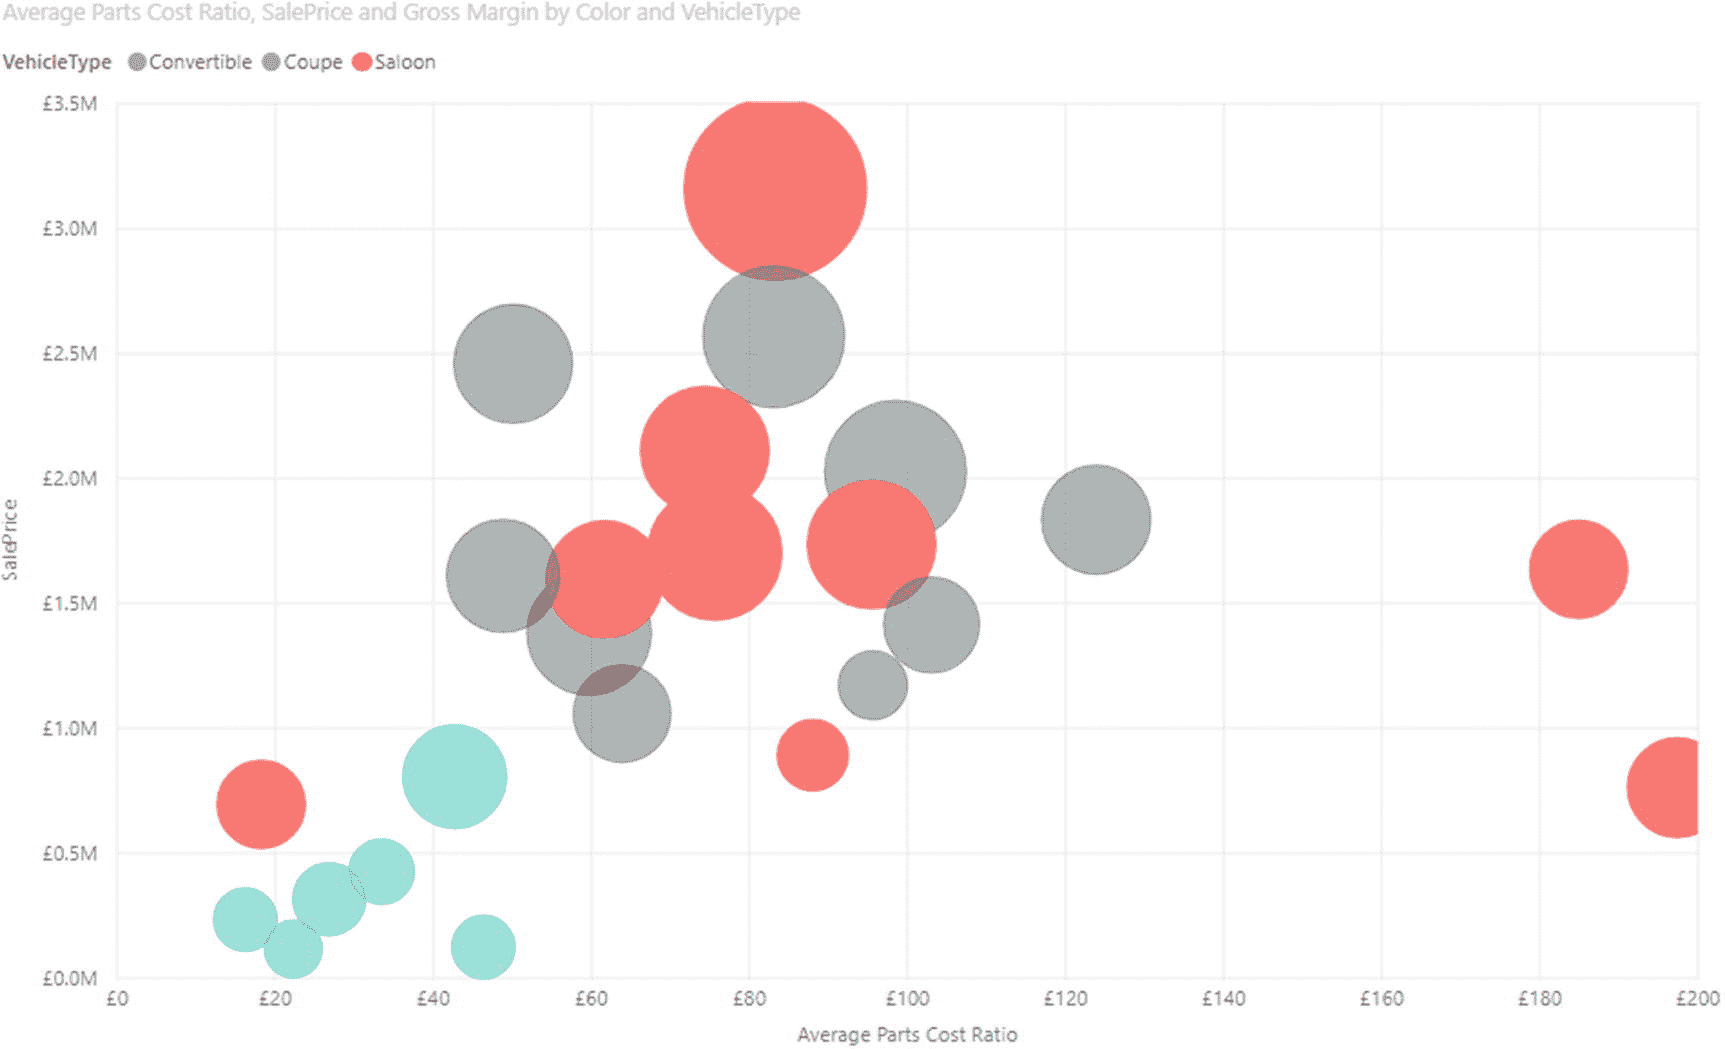 Average Parts Cost Ratio, SalePrice and Gross Margin by Color and VehicleType
VehicleType Convertible Coupe Saloon
£3.5M
£3.0M
£2.5M
£2.0M
£1.5M
£1.0M
£0.5M
£0.0M
SalePrice
£0 £20 £40 £60 £80 £100 £120 £140 £160 £180 £200
Average Parts Cost Ratio